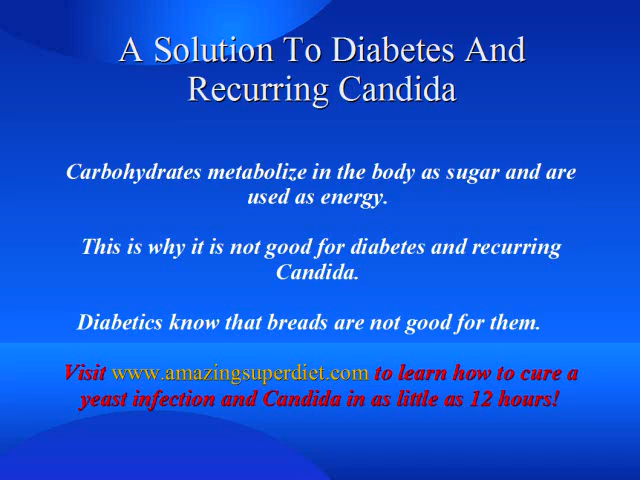 A Solution To Diabetes And
Recurring Candida
Carbohydrates metabolize in the body as sugar and are
used as energy.
This is why it is not good for diabetes and recurring
Candida.
Diabetics know that breads are not good for them.
Visit www.amazingsuperdiet.com to learn how to cure a
yeast infection and Candida in as little as 12 hours!